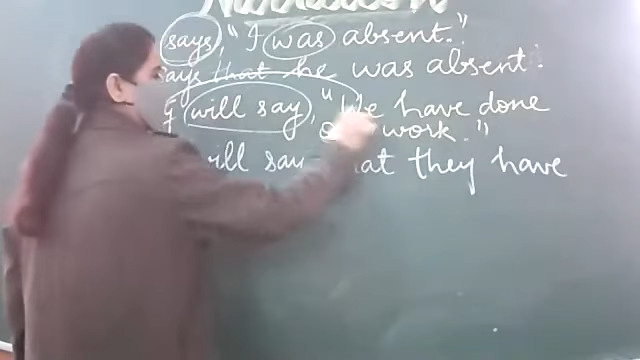 Narration
says, "I was absent."
says that he was absent.
will say, "We have done
work."
will say that they have